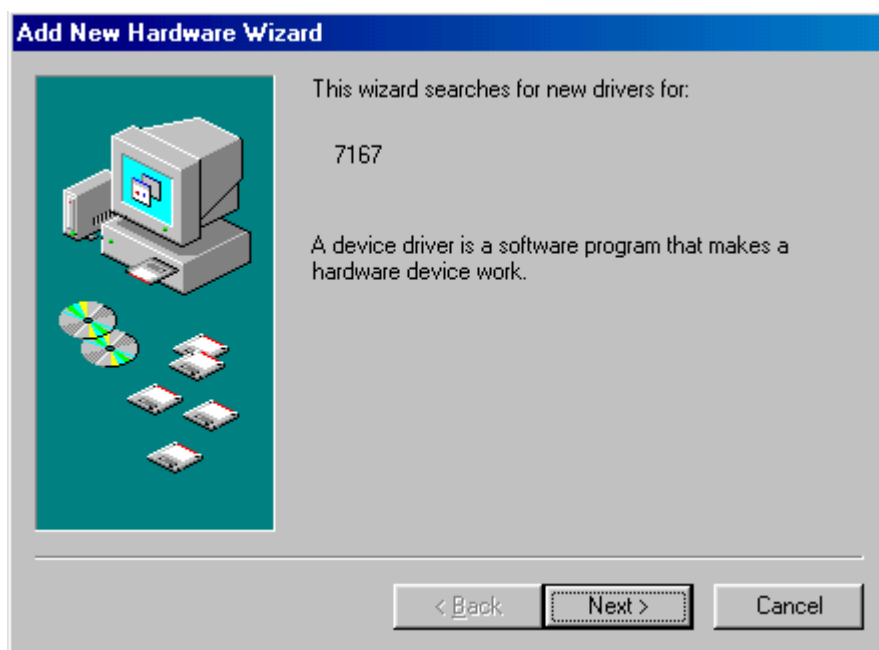 Add New Hardware Wizard
This wizard searches for new drivers for:
7167
A device driver is a software program that makes a
hardware device work.
< Back
Next >
Cancel